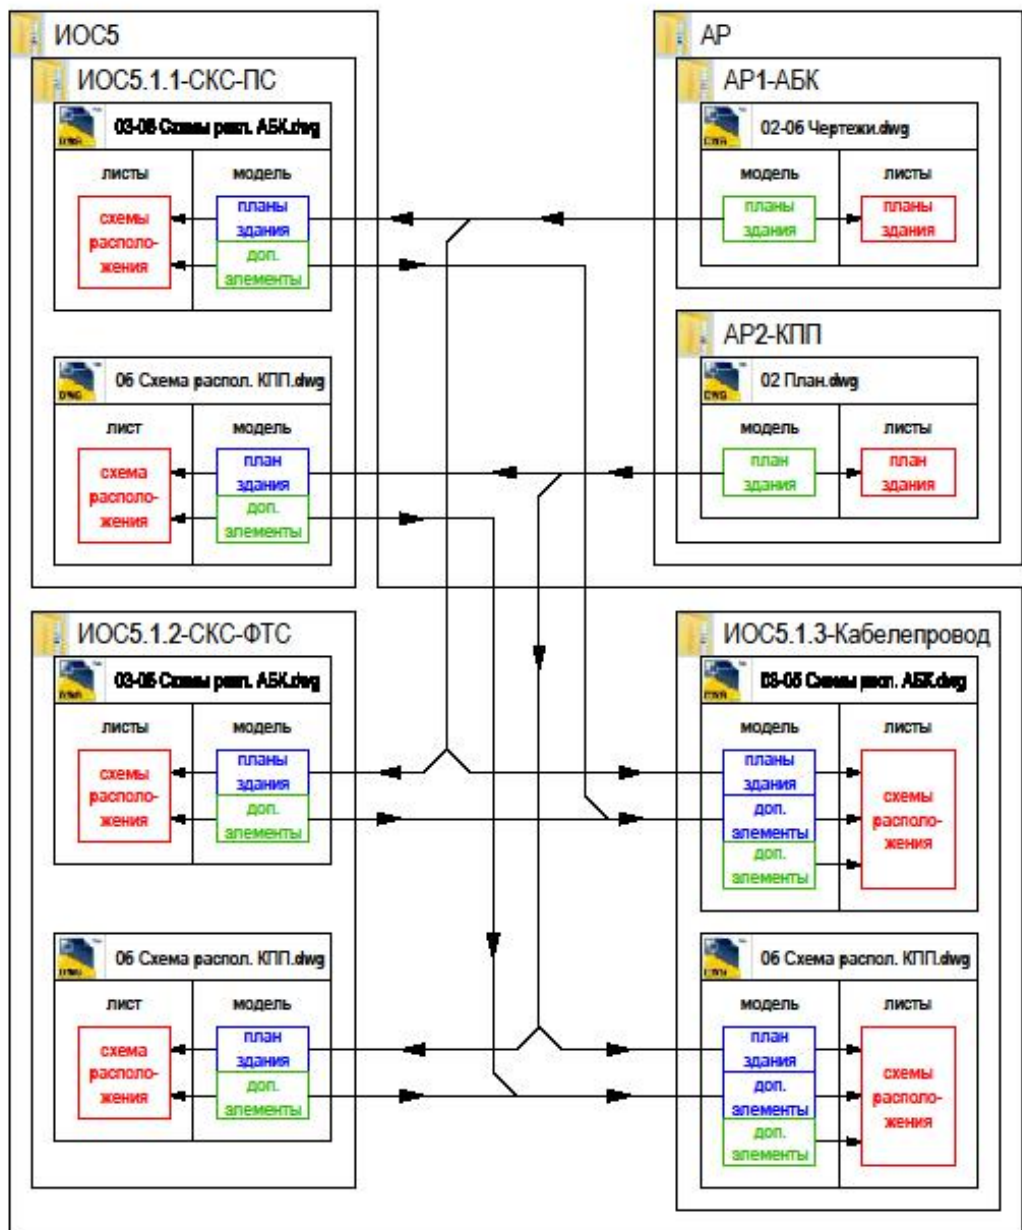 ИОС5
ИОС5.1.1-СКС-ПС
03-05 Схемы расп. АБК.dwg
листы
модель
схемы
располо-
жения
планы
здания
доп.
элементы
06 Схема распол. КПП.dwg
лист
модель
схема
располо-
жения
план
здания
доп.
элементы
АР
АР1-АБК
02-06 Чертежи.dwg
модель
листы
планы
здания
планы
здания
АР2-КПП
02 План.dwg
модель
листы
план
здания
план
здания
ИОС5.1.2-СКС-ФТС
03-05 Схемы расп. АБК.dwg
листы
модель
схемы
располо-
жения
планы
здания
доп.
элементы
06 Схема распол. КПП.dwg
лист
модель
схема
располо-
жения
план
здания
доп.
элементы
ИОС5.1.3-Кабелепровод
03-05 Схемы расп. АБК.dwg
модель
листы
планы
здания
доп.
элементы
доп.
элементы
схемы
располо-
жения
06 Схема распол. КПП.dwg
модель
листы
план
здания
доп.
элементы
доп.
элементы
схемы
располо-
жения